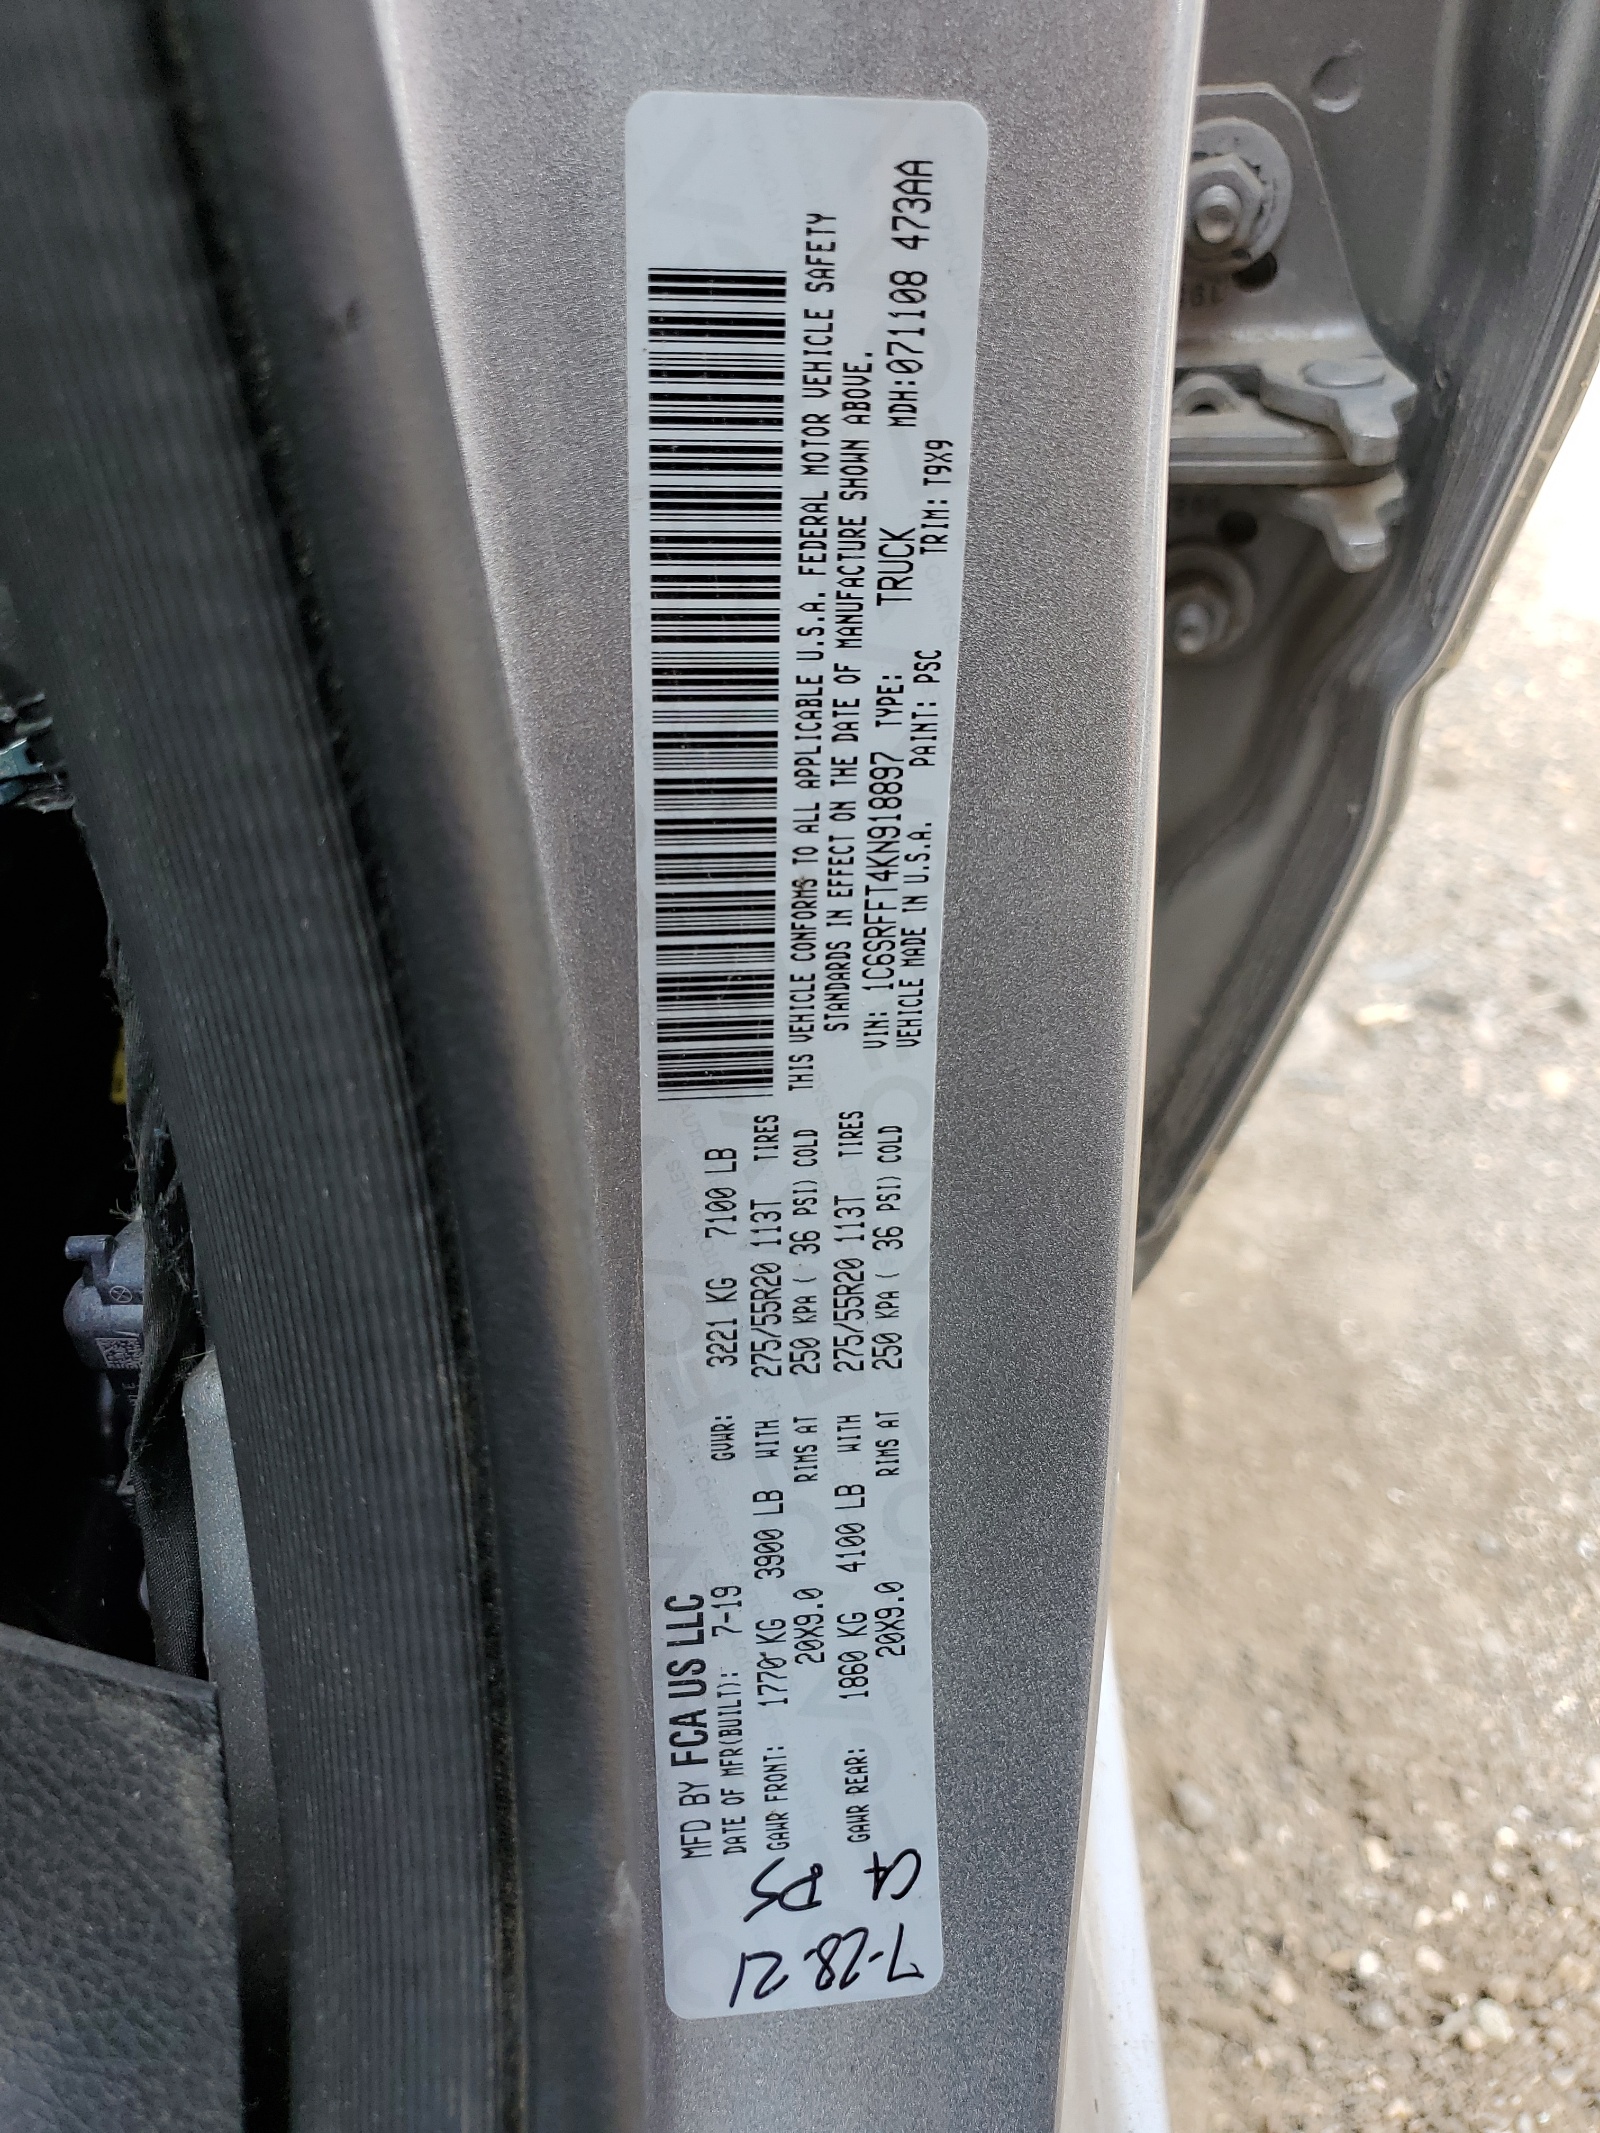 MFD BY FCA US LLC
DATE OF MFR(BUILT): 7-19 GVWR: 3221 KG 7100 LB
GAWR FRONT: 1770 KG 3900 LB WITH 275/55R20 113T TIRES
20X9.0 RIMS AT 250 KPA ( 36 PSI) COLD
GAWR REAR: 1860 KG 4100 LB WITH 275/55R20 113T TIRES
20X9.0 RIMS AT 250 KPA ( 36 PSI) COLD
THIS VEHICLE CONFORMS TO ALL APPLICABLE U.S.A. FEDERAL MOTOR VEHICLE SAFETY
STANDARDS IN EFFECT ON THE DATE OF MANUFACTURE SHOWN ABOVE.
VIN: 1C6SRFFT4KN918897 TYPE: TRUCK MDH:071108 473AA
VEHICLE MADE IN U.S.A. PAINT: PSC TRIM: T9X9
7-28-21